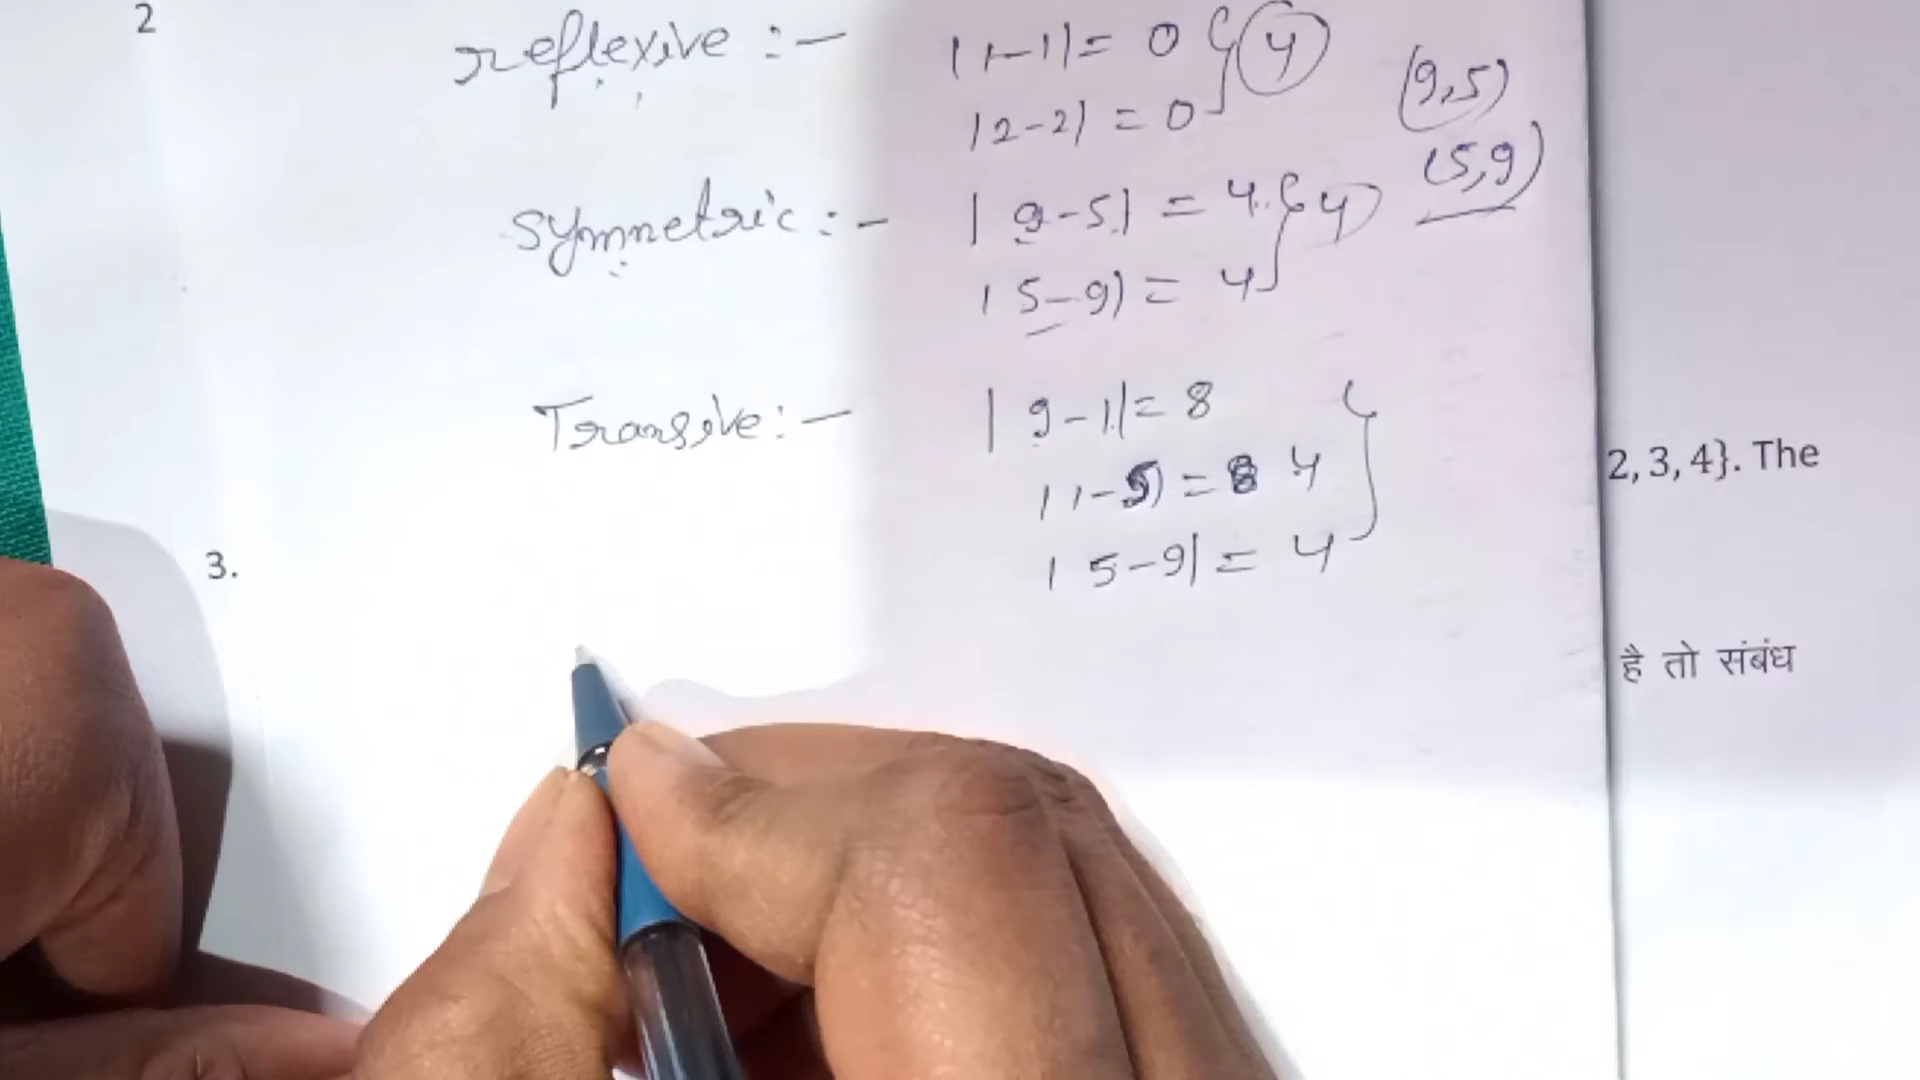 2
reflexive :- |1-1|= 0 } 4
|2-2| = 0
(9,5)
(5,9)
Symmetric :- | 9-5| = 4 } 4
| 5-9) = 4
Transive :- | 9-1|= 8 }
| 1-5) = 8 4
| 5-9| = 4
3.
2, 3, 4}. The
है तो संबंध